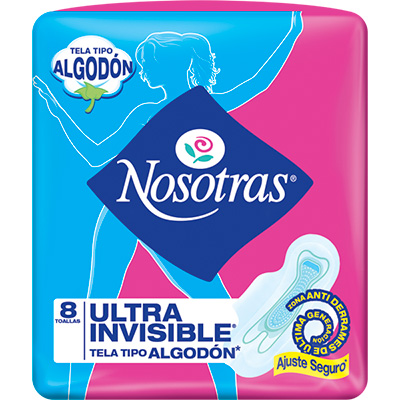 TELA TIPO
ALGODÓN
Nosotras®
8
TOALLAS
ULTRA
INVISIBLE®
TELA TIPO ALGODÓN*
ZONA ANTI DERRAMES DE ÚLTIMA
GENERACIÓN
Ajuste Seguro*